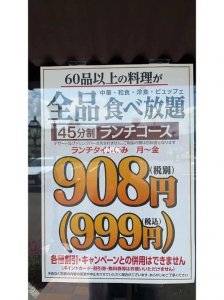 60品以上の料理が
中華・和食・洋食・ビュッフェ
全品食べ放題
45分制 ランチコース
ランチタイムのみ 月～金
908円(税別)
(999円)(税込)
各種割引・キャンペーンとの併用はできません